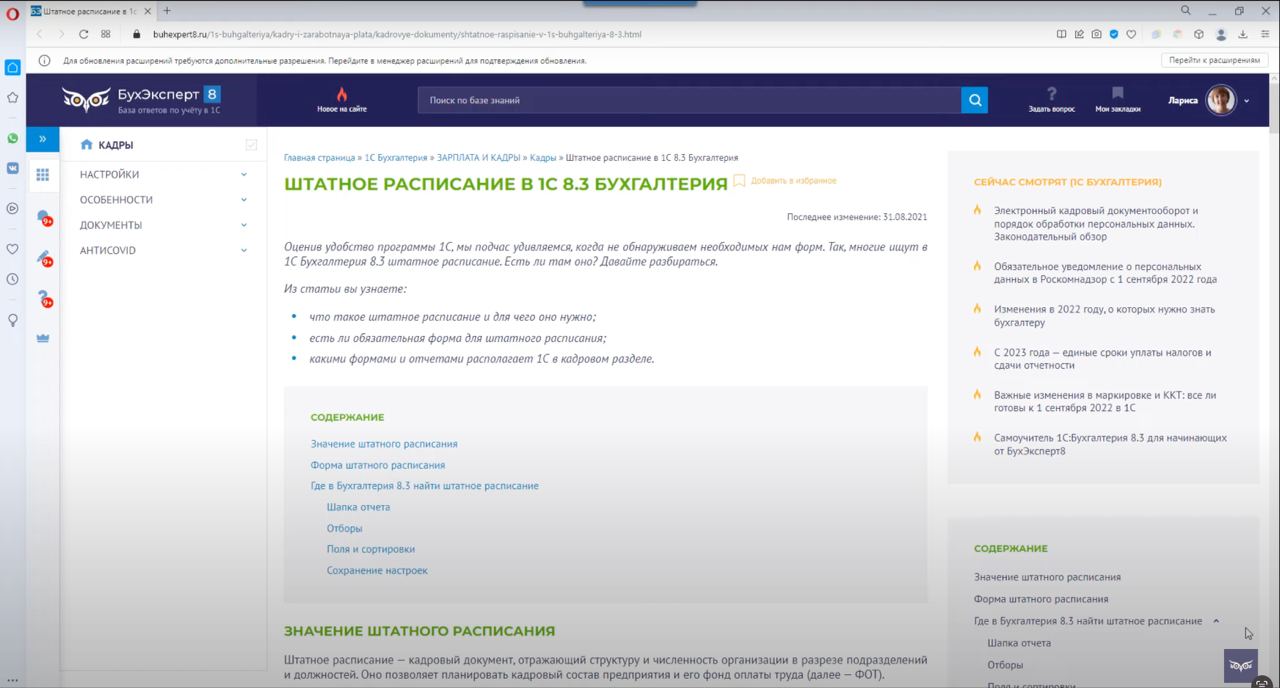 Штатное расписание в 1с
buhexpert8.ru/1s-buhgalteriya/kadry-i-zarabotnaya-plata/kadrovye-dokumenty/shtatnoe-raspisanie-v-1s-buhgalteriya-8-3.html
Для обновления расширений требуются дополнительные разрешения. Перейдите в менеджер расширений для подтверждения обновления.
Перейти к расширениям
БухЭксперт 8
База ответов по учёту в 1С
Новое на сайте
Поиск по базе знаний
Задать вопрос
Мои закладки
Лариса
КАДРЫ
НАСТРОЙКИ
ОСОБЕННОСТИ
ДОКУМЕНТЫ
АНТИCOVID
9+
9+
9+
Главная страница » 1С Бухгалтерия » ЗАРПЛАТА И КАДРЫ » Кадры » Штатное расписание в 1С 8.3 Бухгалтерия
ШТАТНОЕ РАСПИСАНИЕ В 1С 8.3 БУХГАЛТЕРИЯ
Добавить в избранное
Последнее изменение: 31.08.2021
Оценив удобство программы 1С, мы подчас удивляемся, когда не обнаруживаем необходимых нам форм. Так, многие ищут в
1С Бухгалтерия 8.3 штатное расписание. Есть ли там оно? Давайте разбираться.
Из статьи вы узнаете:
• что такое штатное расписание и для чего оно нужно;
• есть ли обязательная форма для штатного расписания;
• какими формами и отчетами располагает 1С в кадровом разделе.
СОДЕРЖАНИЕ
Значение штатного расписания
Форма штатного расписания
Где в Бухгалтерия 8.3 найти штатное расписание
Шапка отчета
Отборы
Поля и сортировки
Сохранение настроек
ЗНАЧЕНИЕ ШТАТНОГО РАСПИСАНИЯ
Штатное расписание — кадровый документ, отражающий структуру и численность организации в разрезе подразделений
и должностей. Оно позволяет планировать кадровый состав предприятия и его фонд оплаты труда (далее — ФОТ).
СЕЙЧАС СМОТРЯТ (1С БУХГАЛТЕРИЯ)
Электронный кадровый документооборот и
порядок обработки персональных данных.
Законодательный обзор
Обязательное уведомление о персональных
данных в Роскомнадзор с 1 сентября 2022 года
Изменения в 2022 году, о которых нужно знать
бухгалтеру
С 2023 года — единые сроки уплаты налогов и
сдачи отчетности
Важные изменения в маркировке и ККТ: все ли
готовы к 1 сентября 2022 в 1С
Самоучитель 1С:Бухгалтерия 8.3 для начинающих
от БухЭксперт8
СОДЕРЖАНИЕ
Значение штатного расписания
Форма штатного расписания
Где в Бухгалтерия 8.3 найти штатное расписание
Шапка отчета
Отборы
Поля и сортировки